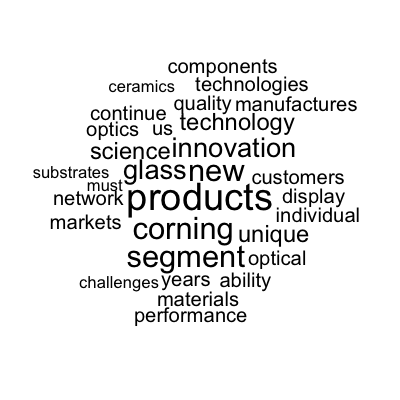 components
ceramics technologies
continue quality manufactures
optics us technology
science innovation
substrates glass new customers
must
network products display
markets individual
corning unique
segment optical
challenges years ability
materials
performance